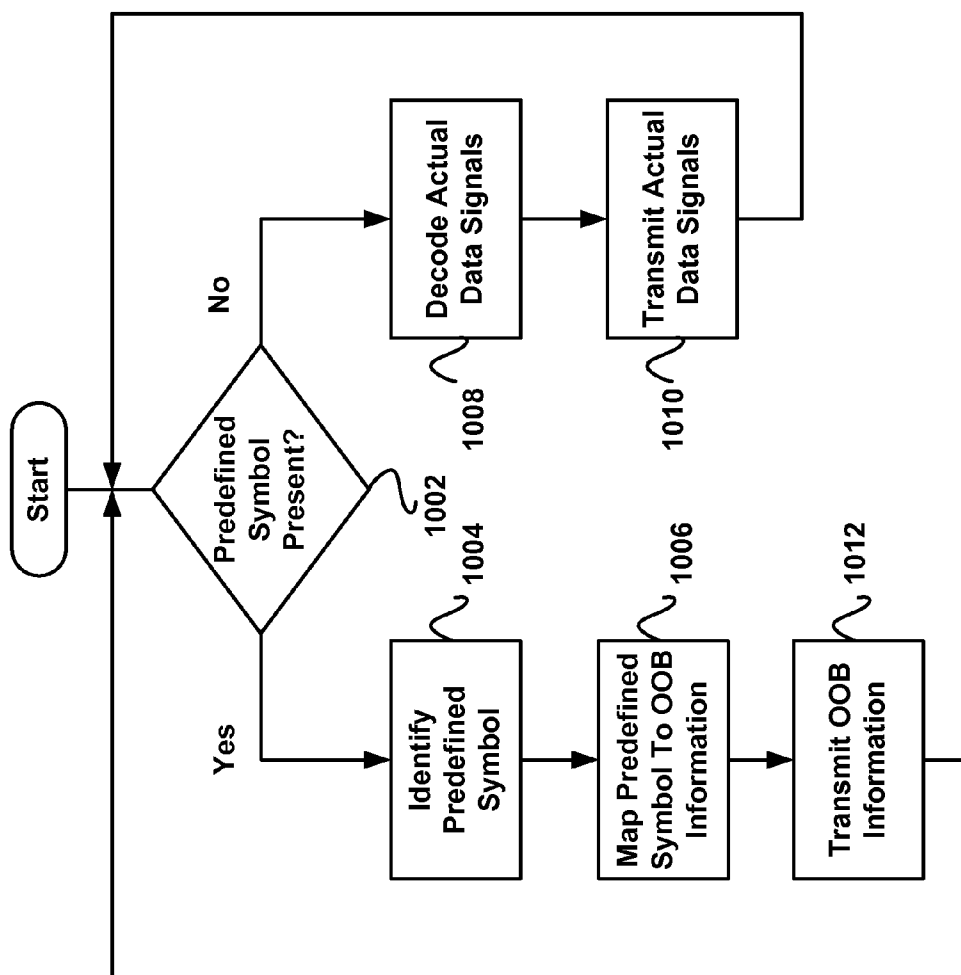 Start
Predefined
Symbol
Present?
1002
Yes
No
Identify
Predefined
Symbol
1004
Map Predefined
Symbol To OOB
Information
1006
Transmit OOB
Information
1012
Decode Actual
Data Signals
1008
Transmit Actual
Data Signals
1010